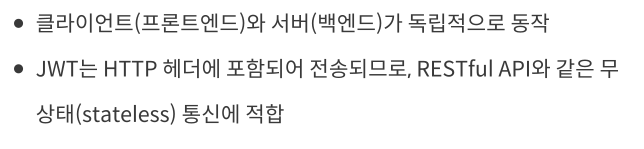 • 클라이언트(프론트엔드)와 서버(백엔드)가 독립적으로 동작
• JWT는 HTTP 헤더에 포함되어 전송되므로, RESTful API와 같은 무
상태(stateless) 통신에 적합